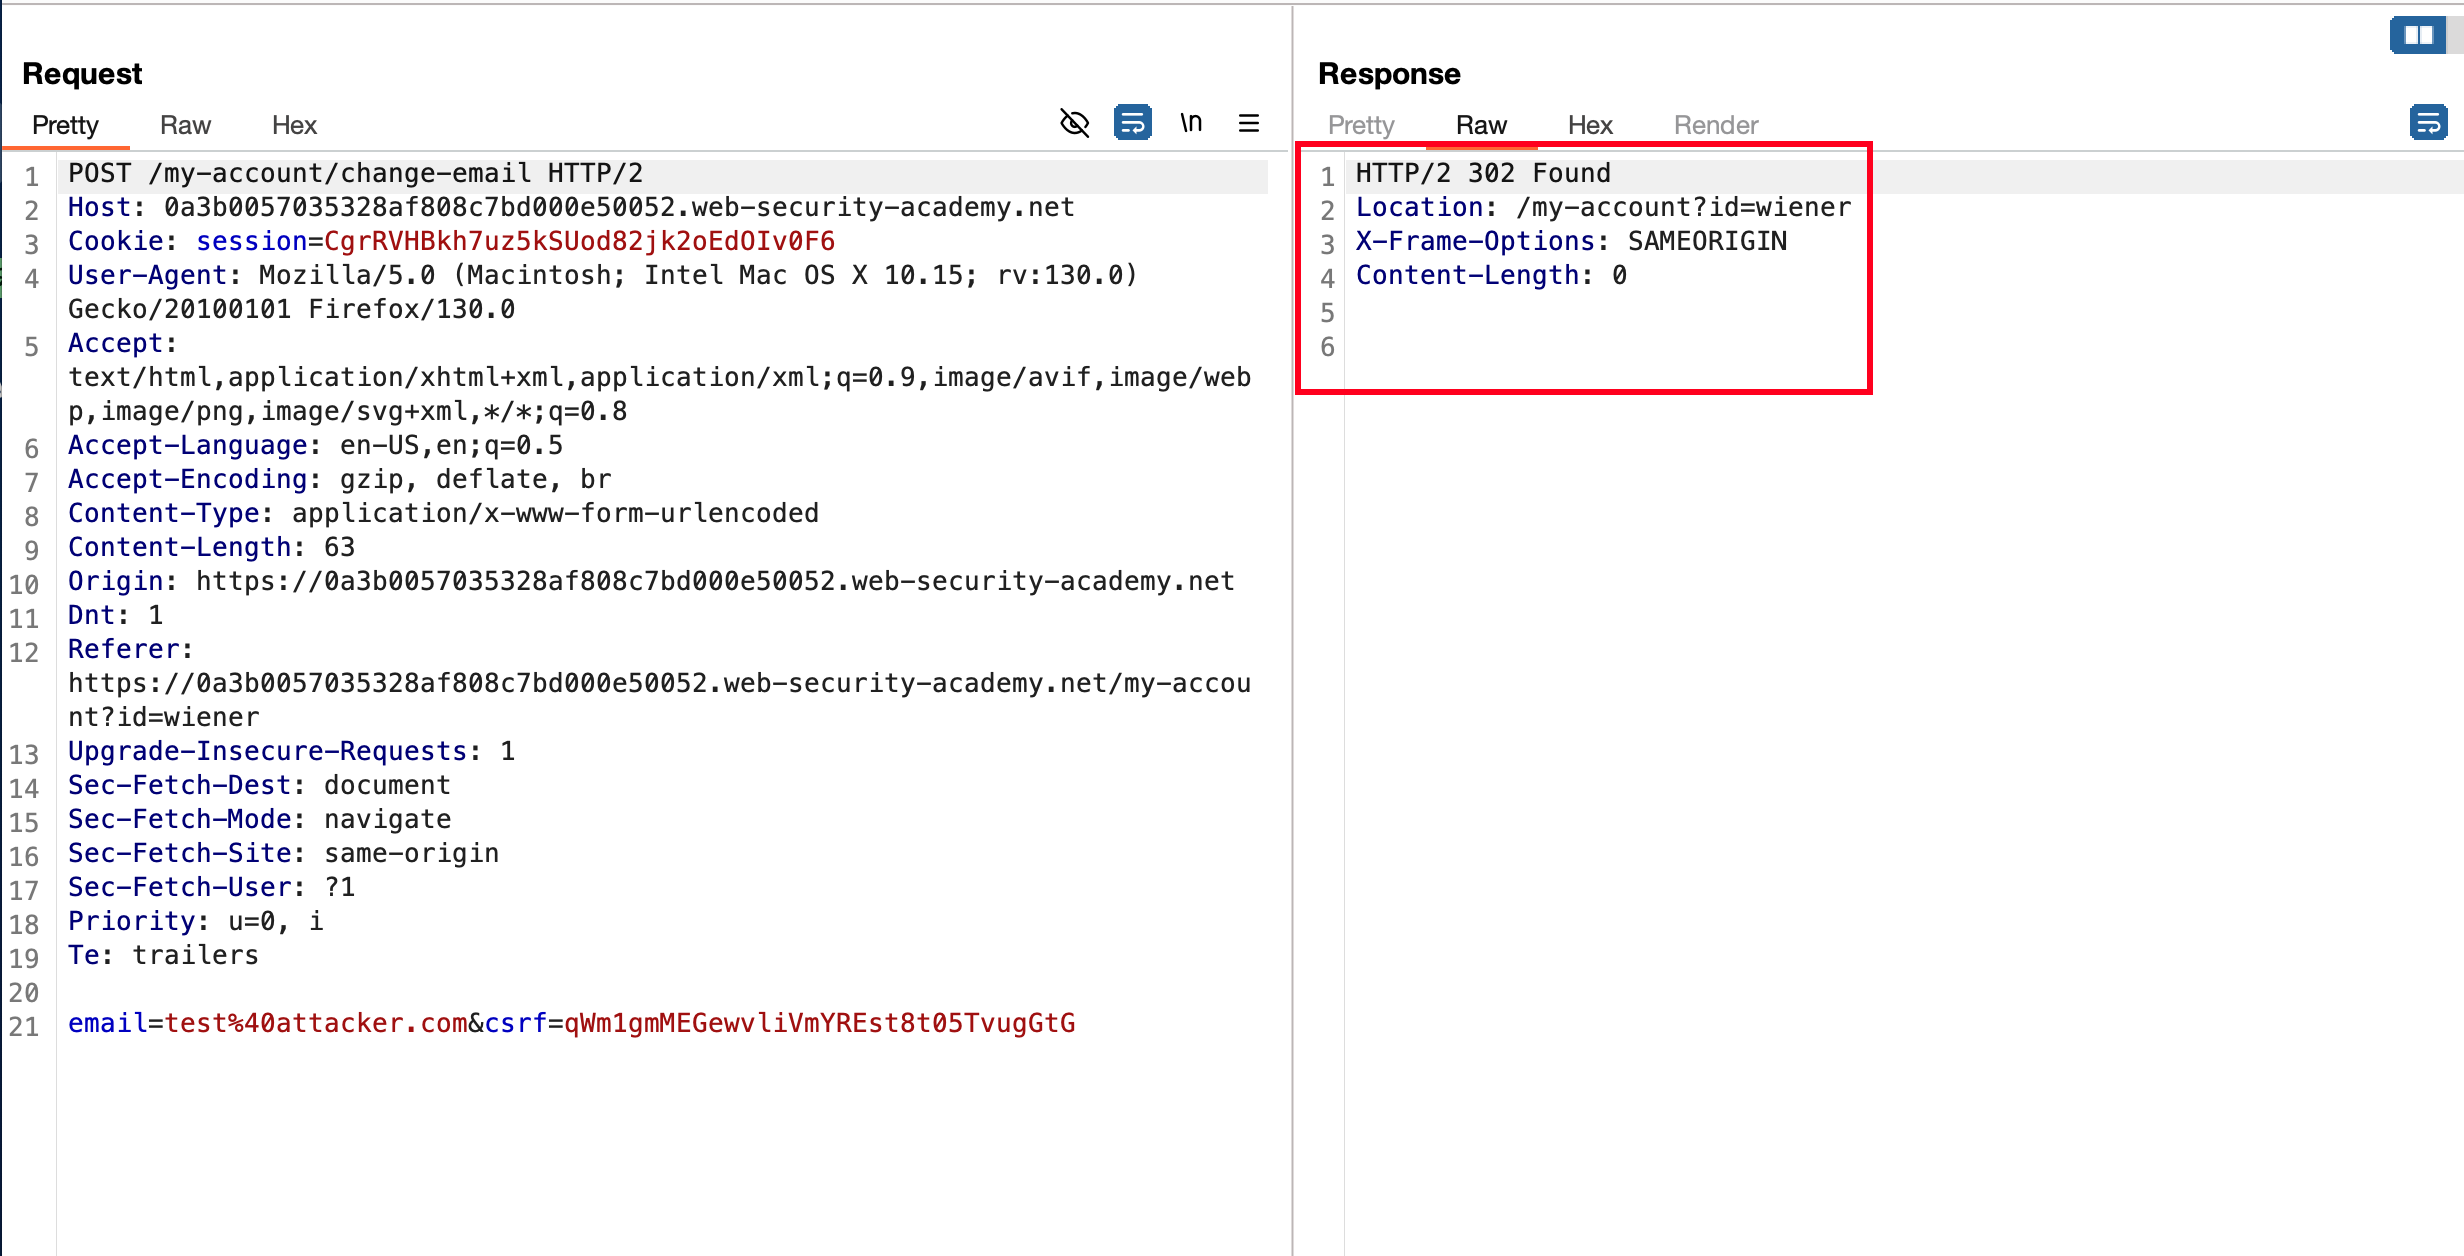 Request
Pretty Raw Hex \n
1 POST /my-account/change-email HTTP/2
2 Host: 0a3b0057035328af808c7bd000e50052.web-security-academy.net
3 Cookie: session=CgrRVHBkh7uz5kSUod82jk2oEdOIv0F6
4 User-Agent: Mozilla/5.0 (Macintosh; Intel Mac OS X 10.15; rv:130.0)
Gecko/20100101 Firefox/130.0
5 Accept:
text/html,application/xhtml+xml,application/xml;q=0.9,image/avif,image/web
p,image/png,image/svg+xml,*/*;q=0.8
6 Accept-Language: en-US,en;q=0.5
7 Accept-Encoding: gzip, deflate, br
8 Content-Type: application/x-www-form-urlencoded
9 Content-Length: 63
10 Origin: https://0a3b0057035328af808c7bd000e50052.web-security-academy.net
11 Dnt: 1
12 Referer:
https://0a3b0057035328af808c7bd000e50052.web-security-academy.net/my-accou
nt?id=wiener
13 Upgrade-Insecure-Requests: 1
14 Sec-Fetch-Dest: document
15 Sec-Fetch-Mode: navigate
16 Sec-Fetch-Site: same-origin
17 Sec-Fetch-User: ?1
18 Priority: u=0, i
19 Te: trailers
20
21 email=test%40attacker.com&csrf=qWm1gmMEGewvliVmYREst8t05TvugGtG
Response
Pretty Raw Hex Render
1 HTTP/2 302 Found
2 Location: /my-account?id=wiener
3 X-Frame-Options: SAMEORIGIN
4 Content-Length: 0
5
6